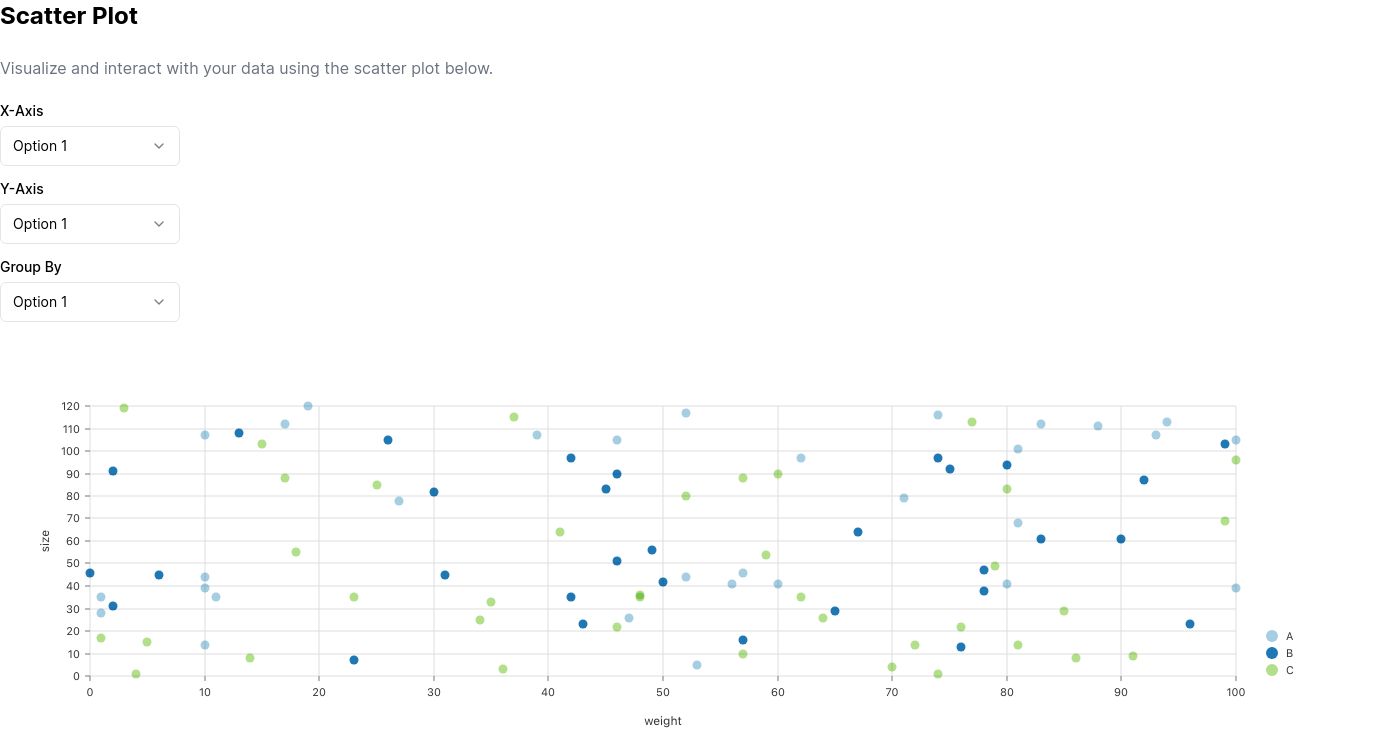 Scatter Plot
Visualize and interact with your data using the scatter plot below.
X-Axis
Option 1
Y-Axis
Option 1
Group By
Option 1
120
110
100
90
80
70
60
50
40
30
20
10
0
size
0 10 20 30 40 50 60 70 80 90 100
weight
A
B
C